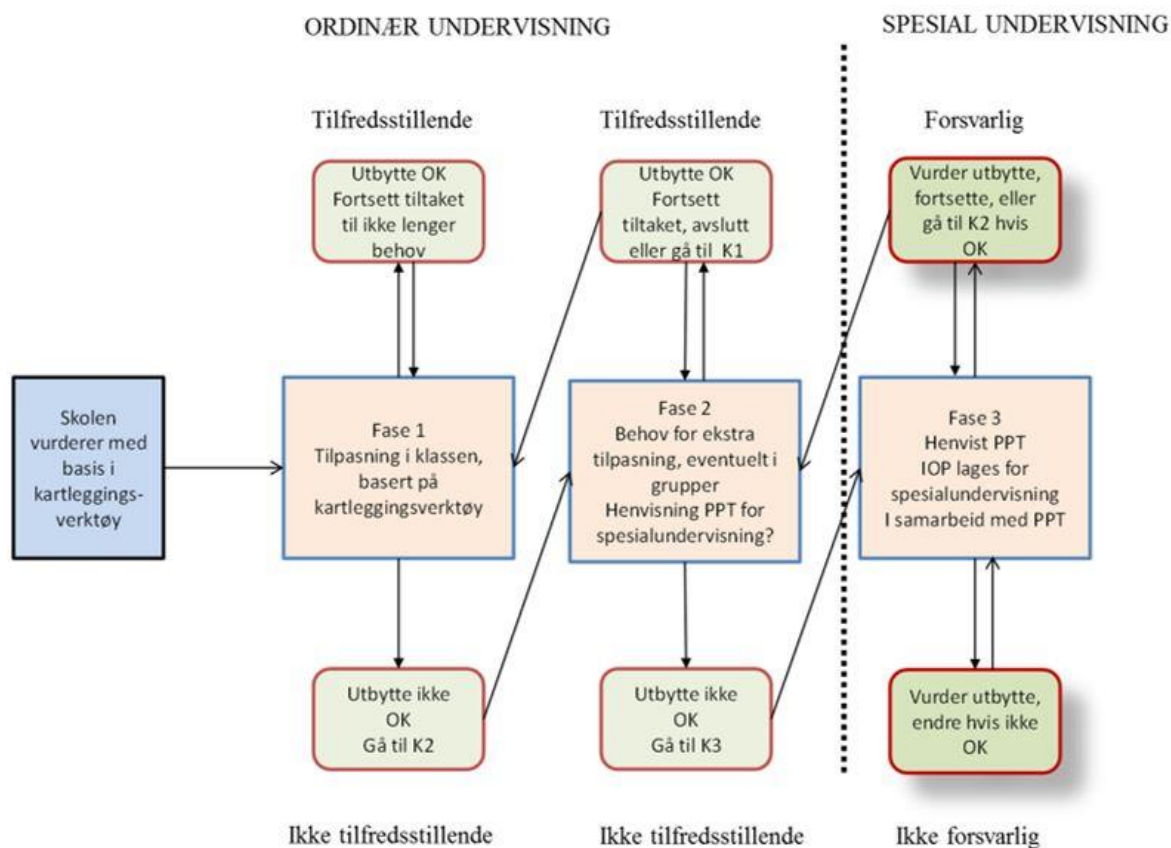 ORDINÆR UNDERVISNING
SPESIAL UNDERVISNING
Tilfredsstillende
Tilfredsstillende
Forsvarlig
Utbytte OK
Fortsett tiltaket
til ikke lenger
behov
Utbytte OK
Fortsett
tiltaket, avslutt
eller gå til K1
Vurder utbytte,
fortsette, eller
gå til K2 hvis
OK
Skolen
vurderer med
basis i
kartleggings-
verktøy
Fase 1
Tilpasning i klassen,
basert på
kartleggingsverktøy
Fase 2
Behov for ekstra
tilpasning, eventuelt i
grupper
Henvisning PPT for
spesialundervisning?
Fase 3
Henvist PPT
IOP lages for
spesialundervisning
I samarbeid med PPT
Utbytte ikke
OK
Gå til K2
Utbytte ikke
OK
Gå til K3
Vurder utbytte,
endre hvis ikke
OK
Ikke tilfredsstillende
Ikke tilfredsstillende
Ikke forsvarlig